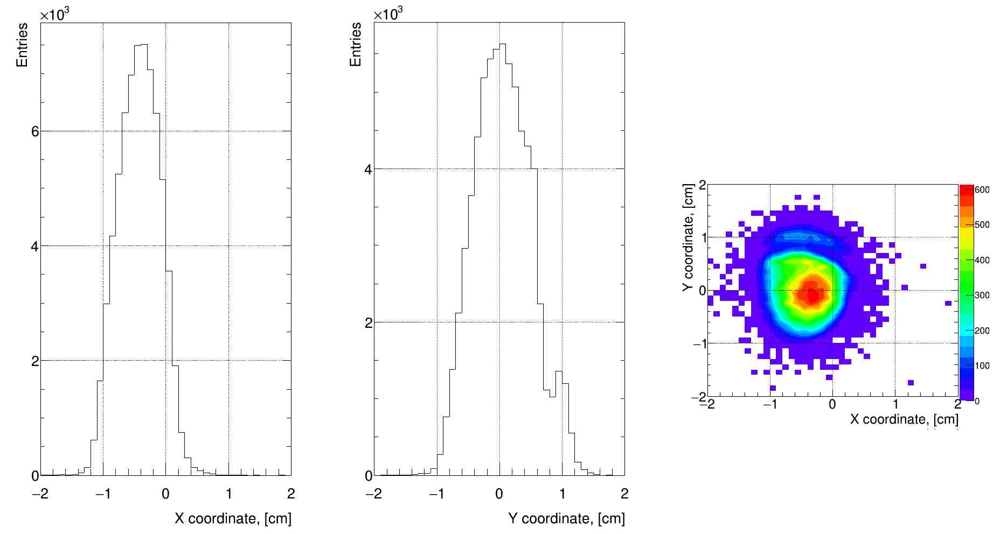 ×10³
Entries
6
4
2
0
−2 −1 0 1 2
X coordinate, [cm]
×10³
Entries
4
2
0
−2 −1 0 1 2
Y coordinate, [cm]
Y coordinate, [cm]
2
1
0
−1
−2
−2 −1 0 1 2
X coordinate, [cm]
600
500
400
300
200
100
0